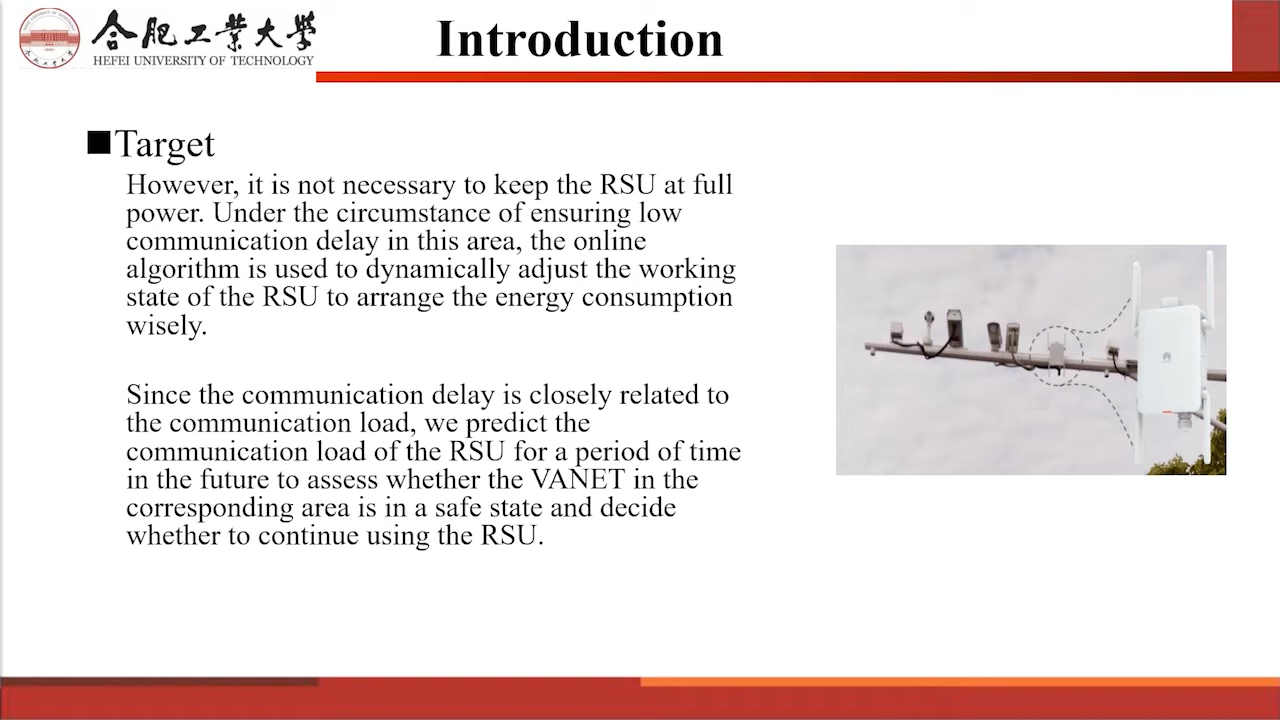 合肥工業大學
HEFEI UNIVERSITY OF TECHNOLOGY
Introduction
Target
However, it is not necessary to keep the RSU at full
power. Under the circumstance of ensuring low
communication delay in this area, the online
algorithm is used to dynamically adjust the working
state of the RSU to arrange the energy consumption
wisely.
Since the communication delay is closely related to
the communication load, we predict the
communication load of the RSU for a period of time
in the future to assess whether the VANET in the
corresponding area is in a safe state and decide
whether to continue using the RSU.